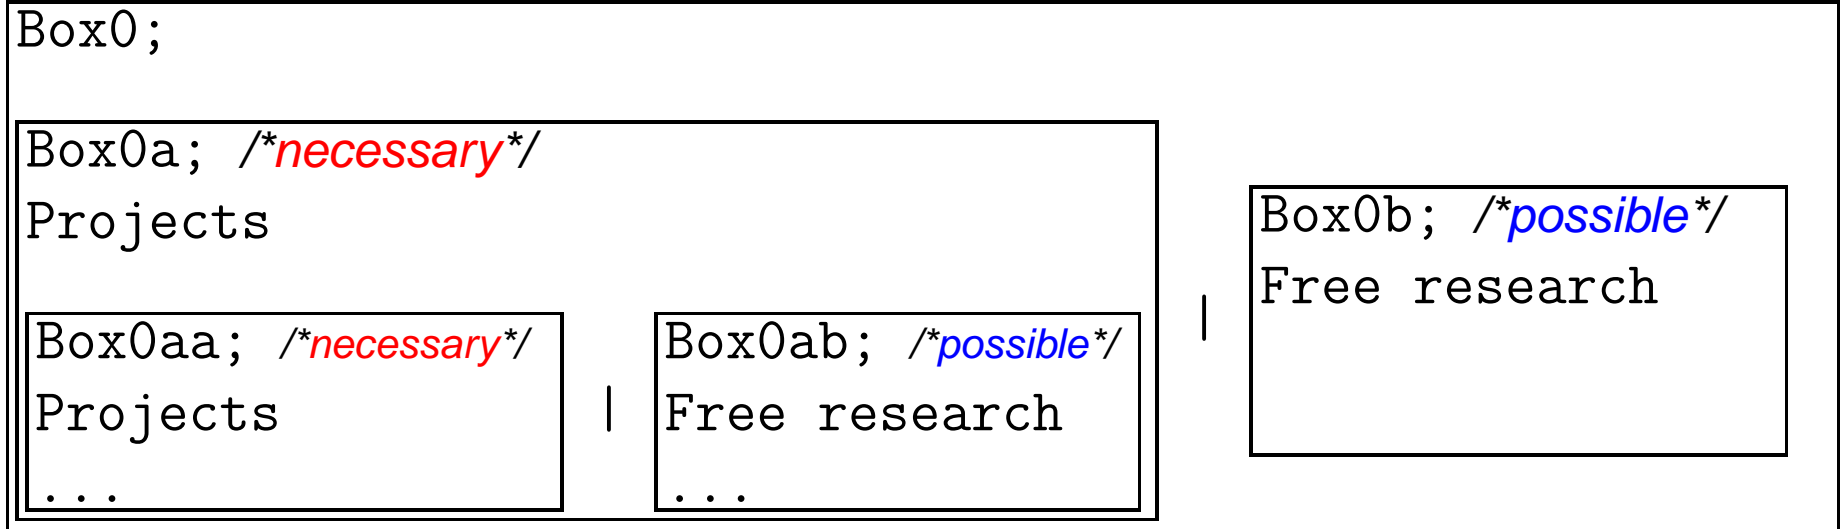 Box0;
Box0a; /*necessary*/
Projects
Box0aa; /*necessary*/
Projects
...
|
Box0ab; /*possible*/
Free research
...
|
Box0b; /*possible*/
Free research